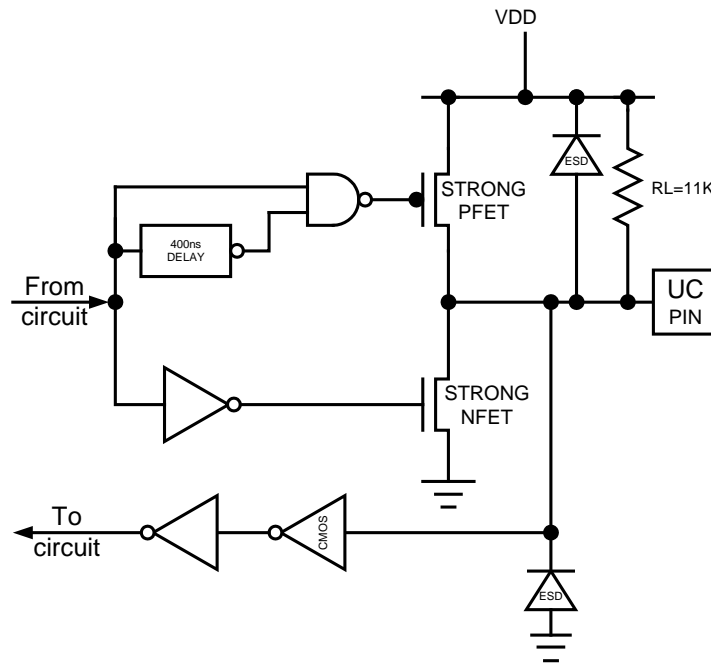 VDD
ESD
STRONG
PFET
RL=11K
400ns
DELAY
From
circuit
UC
PIN
STRONG
NFET
To
circuit
CMOS
ESD